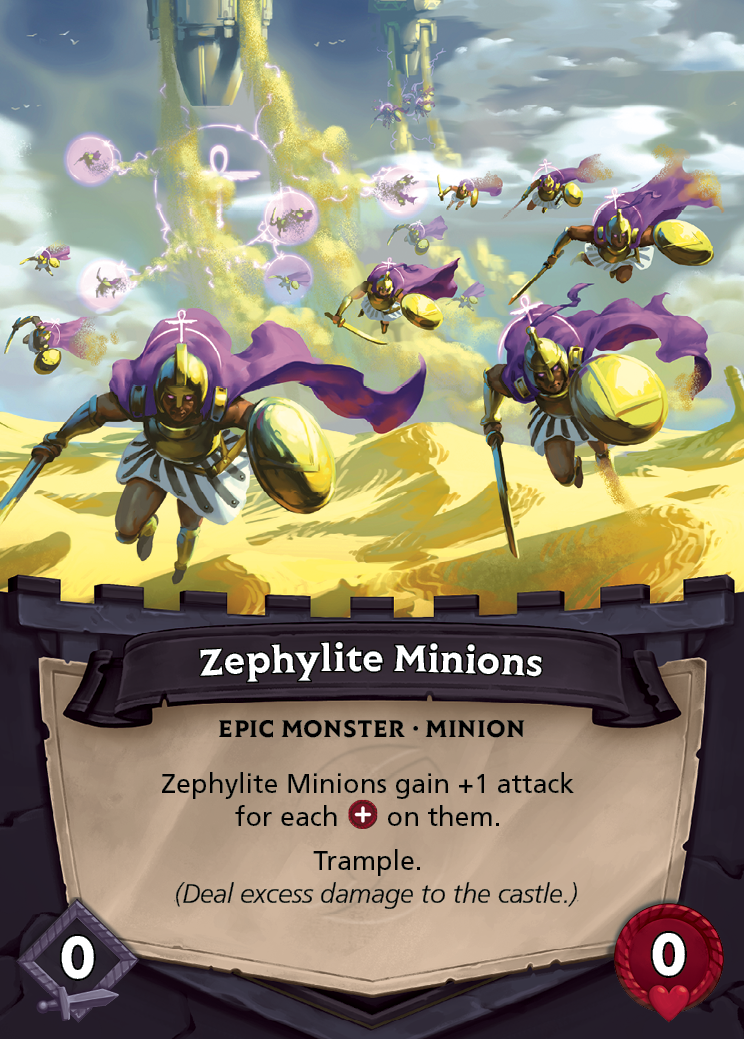 Zephylite Minions
EPIC MONSTER · MINION
Zephylite Minions gain +1 attack
for each + on them.
Trample.
(Deal excess damage to the castle.)
0
0